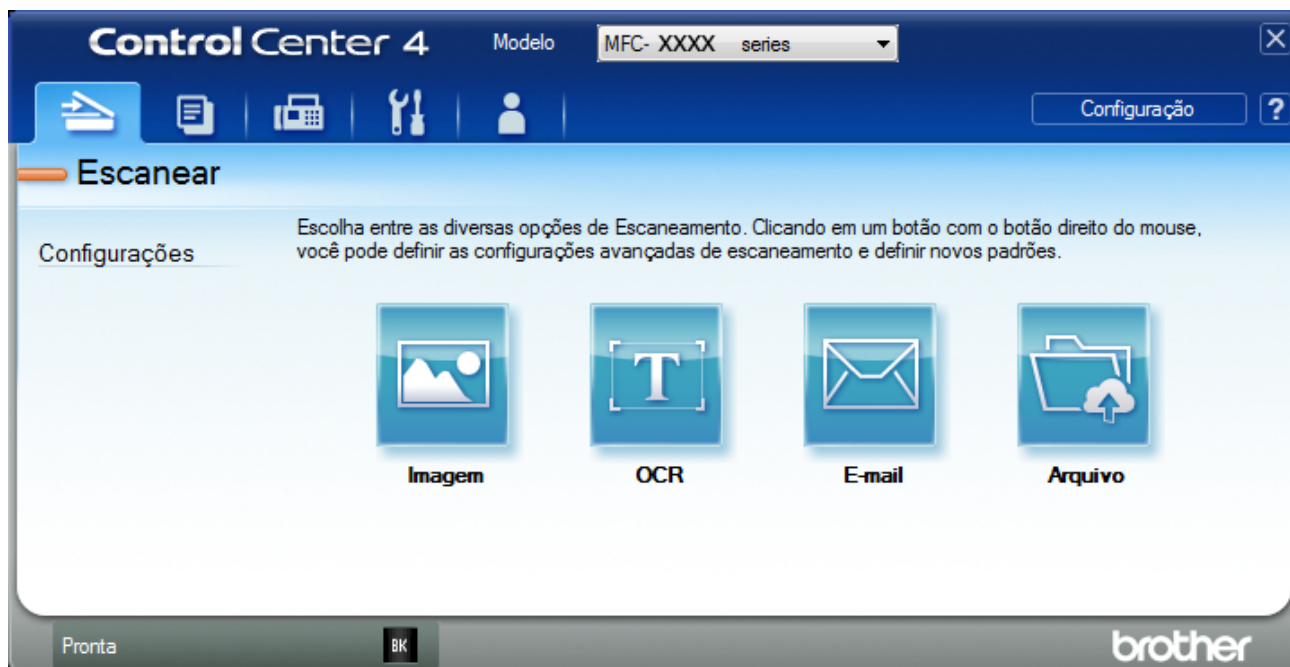 Control Center 4
Modelo
MFC- XXXX series
Configuração
?
Escanear
Configurações
Escolha entre as diversas opções de Escaneamento. Clicando em um botão com o botão direito do mouse,
você pode definir as configurações avançadas de escaneamento e definir novos padrões.
T
Imagem
OCR
E-mail
Arquivo
Pronta
BK
brother